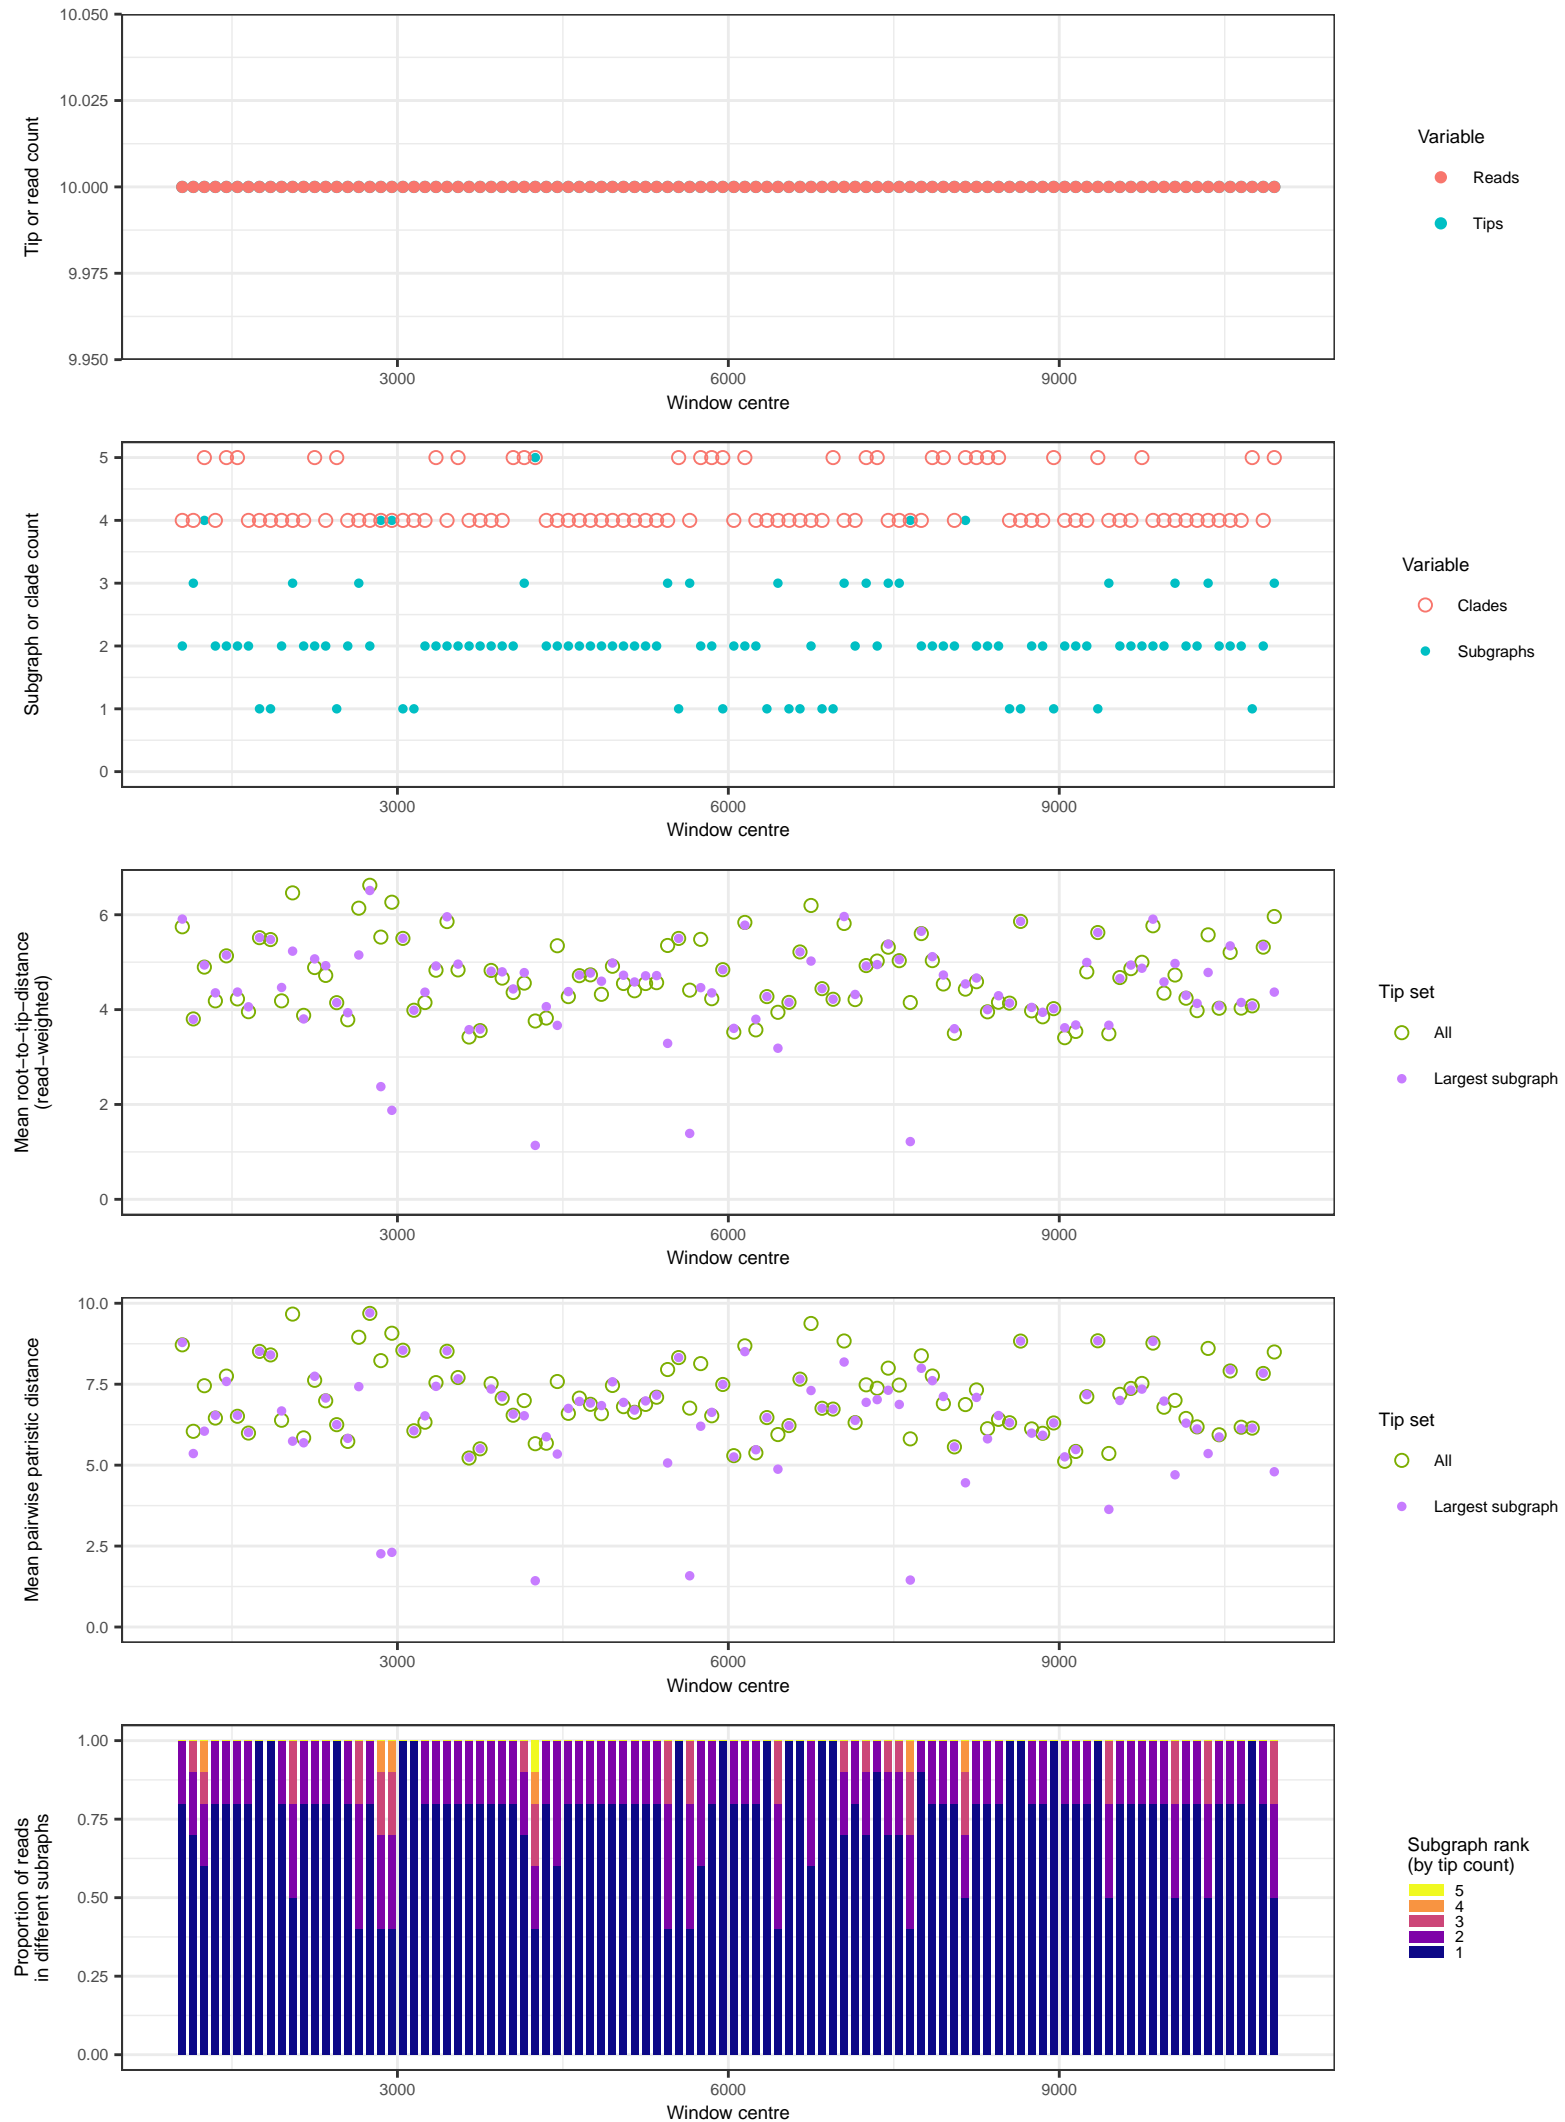 10.050
10.025
10.000
9.975
9.950
Tip or read count
3000
6000
9000
Window centre
Variable
Reads
Tips
5
4
3
2
1
0
Subgraph or clade count
3000
6000
9000
Window centre
Variable
Clades
Subgraphs
6
4
2
0
Mean root−to−tip−distance
(read−weighted)
3000
6000
9000
Window centre
Tip set
All
Largest subgraph
10.0
7.5
5.0
2.5
0.0
Mean pairwise patristic distance
3000
6000
9000
Window centre
Tip set
All
Largest subgraph
1.00
0.75
0.50
0.25
0.00
Proportion of reads
in different subraphs
3000
6000
9000
Window centre
Subgraph rank
(by tip count)
5
4
3
2
1